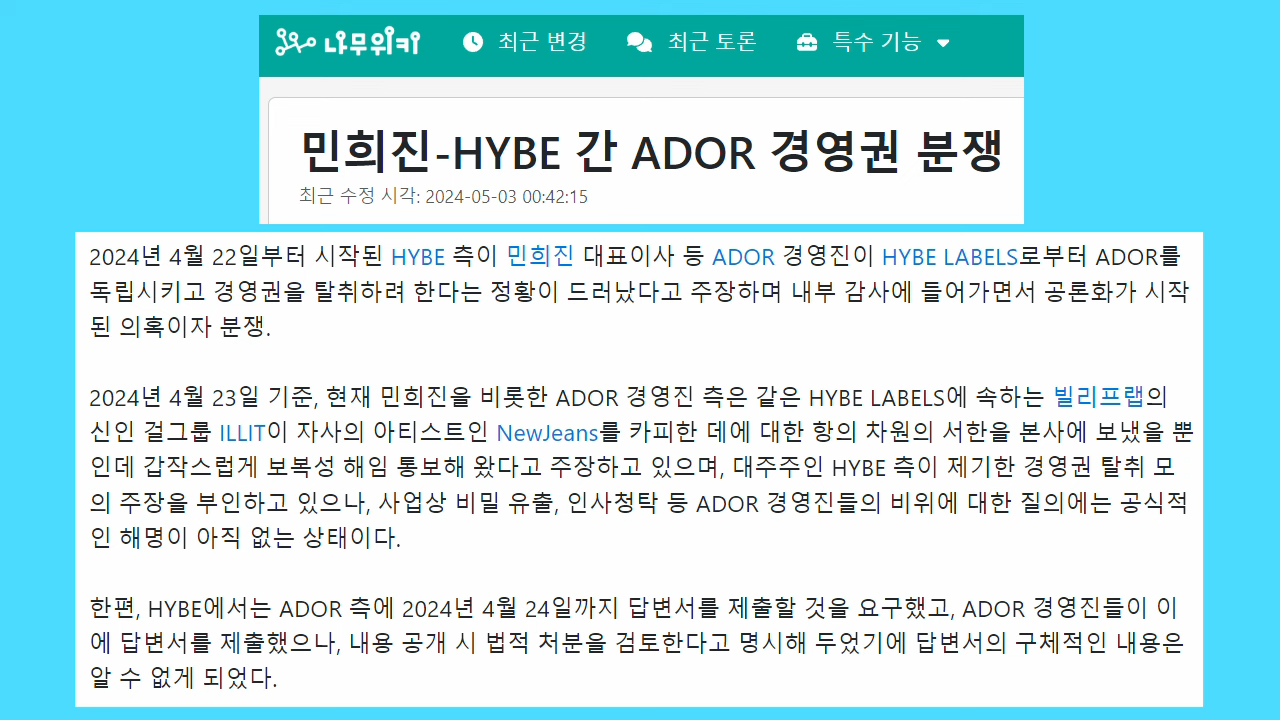 나무위키 최근 변경 최근 토론 특수 기능
민희진-HYBE 간 ADOR 경영권 분쟁
최근 수정 시각: 2024-05-03 00:42:15
2024년 4월 22일부터 시작된 HYBE 측이 민희진 대표이사 등 ADOR 경영진이 HYBE LABELS로부터 ADOR를
독립시키고 경영권을 탈취하려 한다는 정황이 드러났다고 주장하며 내부 감사에 들어가면서 공론화가 시작
된 의혹이자 분쟁.
2024년 4월 23일 기준, 현재 민희진을 비롯한 ADOR 경영진 측은 같은 HYBE LABELS에 속하는 빌리프랩의
신인 걸그룹 ILLIT이 자사의 아티스트인 NewJeans를 카피한 데에 대한 항의 차원의 서한을 본사에 보냈을 뿐
인데 갑작스럽게 보복성 해임 통보해 왔다고 주장하고 있으며, 대주주인 HYBE 측이 제기한 경영권 탈취 모
의 주장을 부인하고 있으나, 사업상 비밀 유출, 인사청탁 등 ADOR 경영진들의 비위에 대한 질의에는 공식적
인 해명이 아직 없는 상태이다.
한편, HYBE에서는 ADOR 측에 2024년 4월 24일까지 답변서를 제출할 것을 요구했고, ADOR 경영진들이 이
에 답변서를 제출했으나, 내용 공개 시 법적 처분을 검토한다고 명시해 두었기에 답변서의 구체적인 내용은
알 수 없게 되었다.